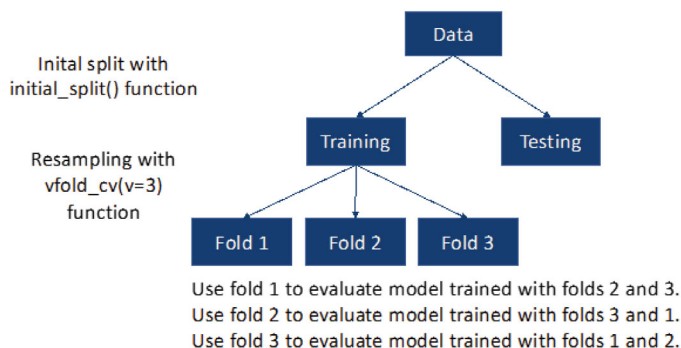 Data
Inital split with
initial_split() function
Training
Testing
Resampling with
vfold_cv(v=3)
function
Fold 1
Fold 2
Fold 3
Use fold 1 to evaluate model trained with folds 2 and 3.
Use fold 2 to evaluate model trained with folds 3 and 1.
Use fold 3 to evaluate model trained with folds 1 and 2.